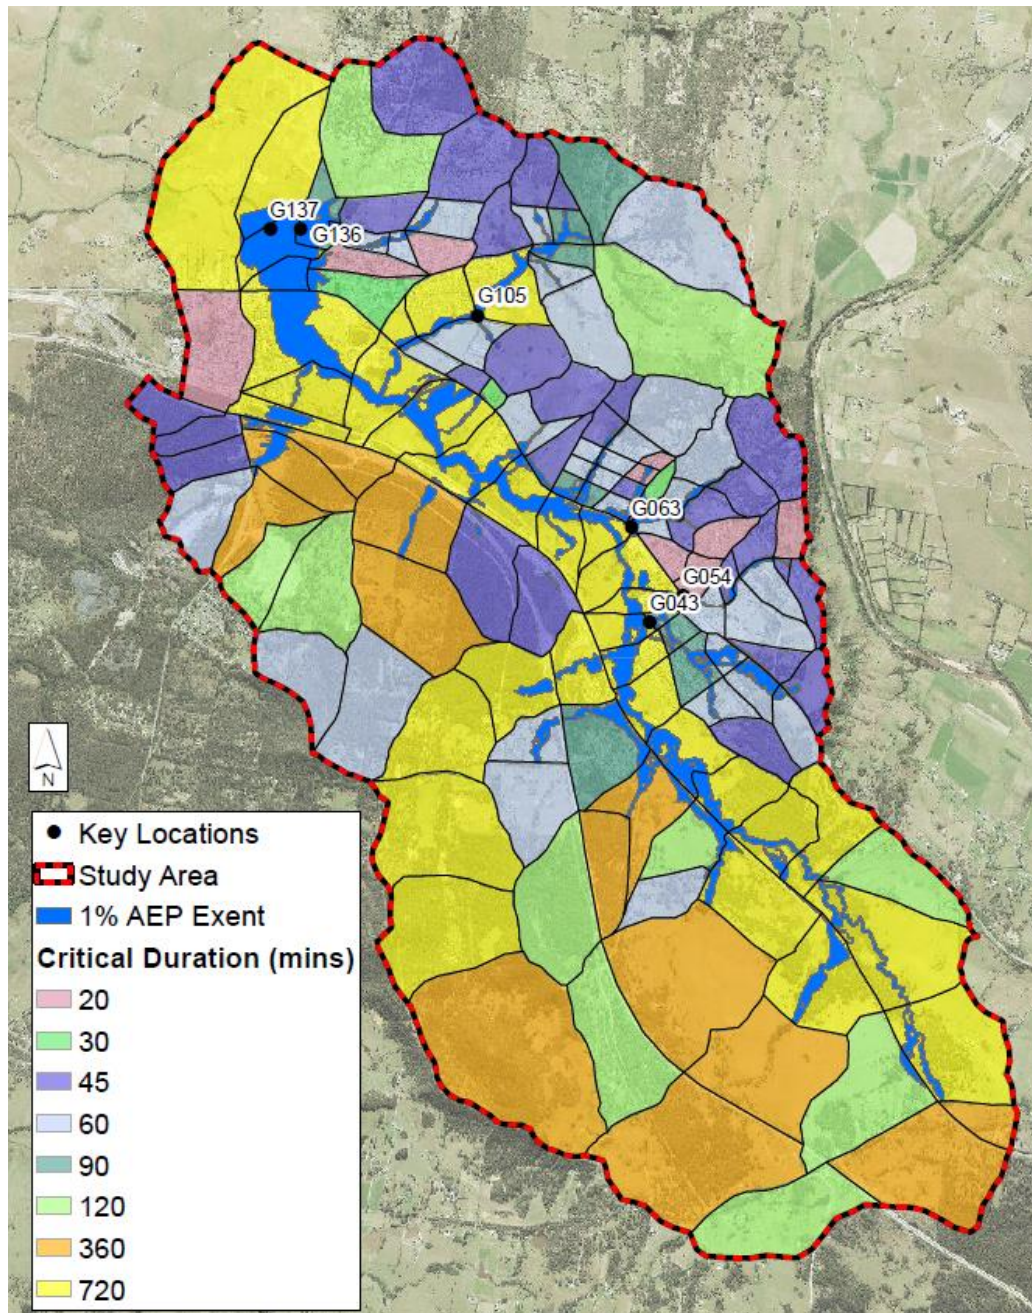 G137
G136
G105
G063
G054
G043
N
Key Locations
Study Area
1% AEP Exent
Critical Duration (mins)
20
30
45
60
90
120
360
720